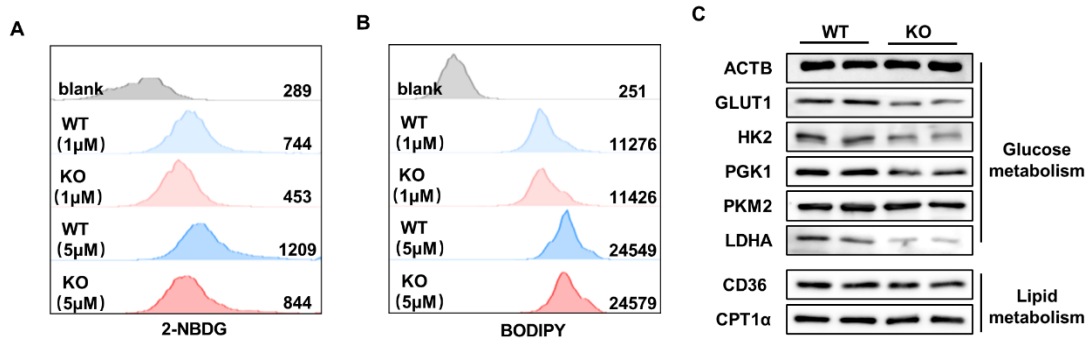 A
blank
289
WT
(1μM)
744
KO
(1μM)
453
WT
(5μM)
1209
KO
(5μM)
844
2-NBDG
B
blank
251
WT
(1μM)
11276
KO
(1μM)
11426
WT
(5μM)
24549
KO
(5μM)
24579
BODIPY
C
WT KO
ACTB
GLUT1
HK2
PGK1
PKM2
LDHA
Glucose
metabolism
CD36
CPT1α
Lipid
metabolism